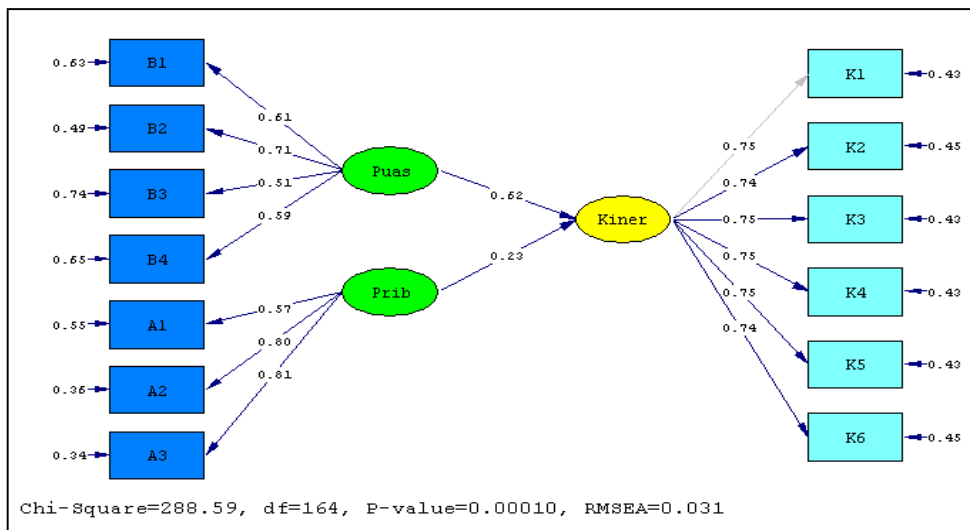 0.63 B1
0.49 B2
0.74 B3
0.65 B4
0.55 A1
0.36 A2
0.34 A3
0.61
0.71
0.51
0.59
0.57
0.80
0.81
Puas
Prib
0.62
0.23
Kiner
0.75
0.74
0.75
0.75
0.75
0.74
K1 0.43
K2 0.45
K3 0.43
K4 0.43
K5 0.43
K6 0.45
Chi-Square=288.59, df=164, P-value=0.00010, RMSEA=0.031